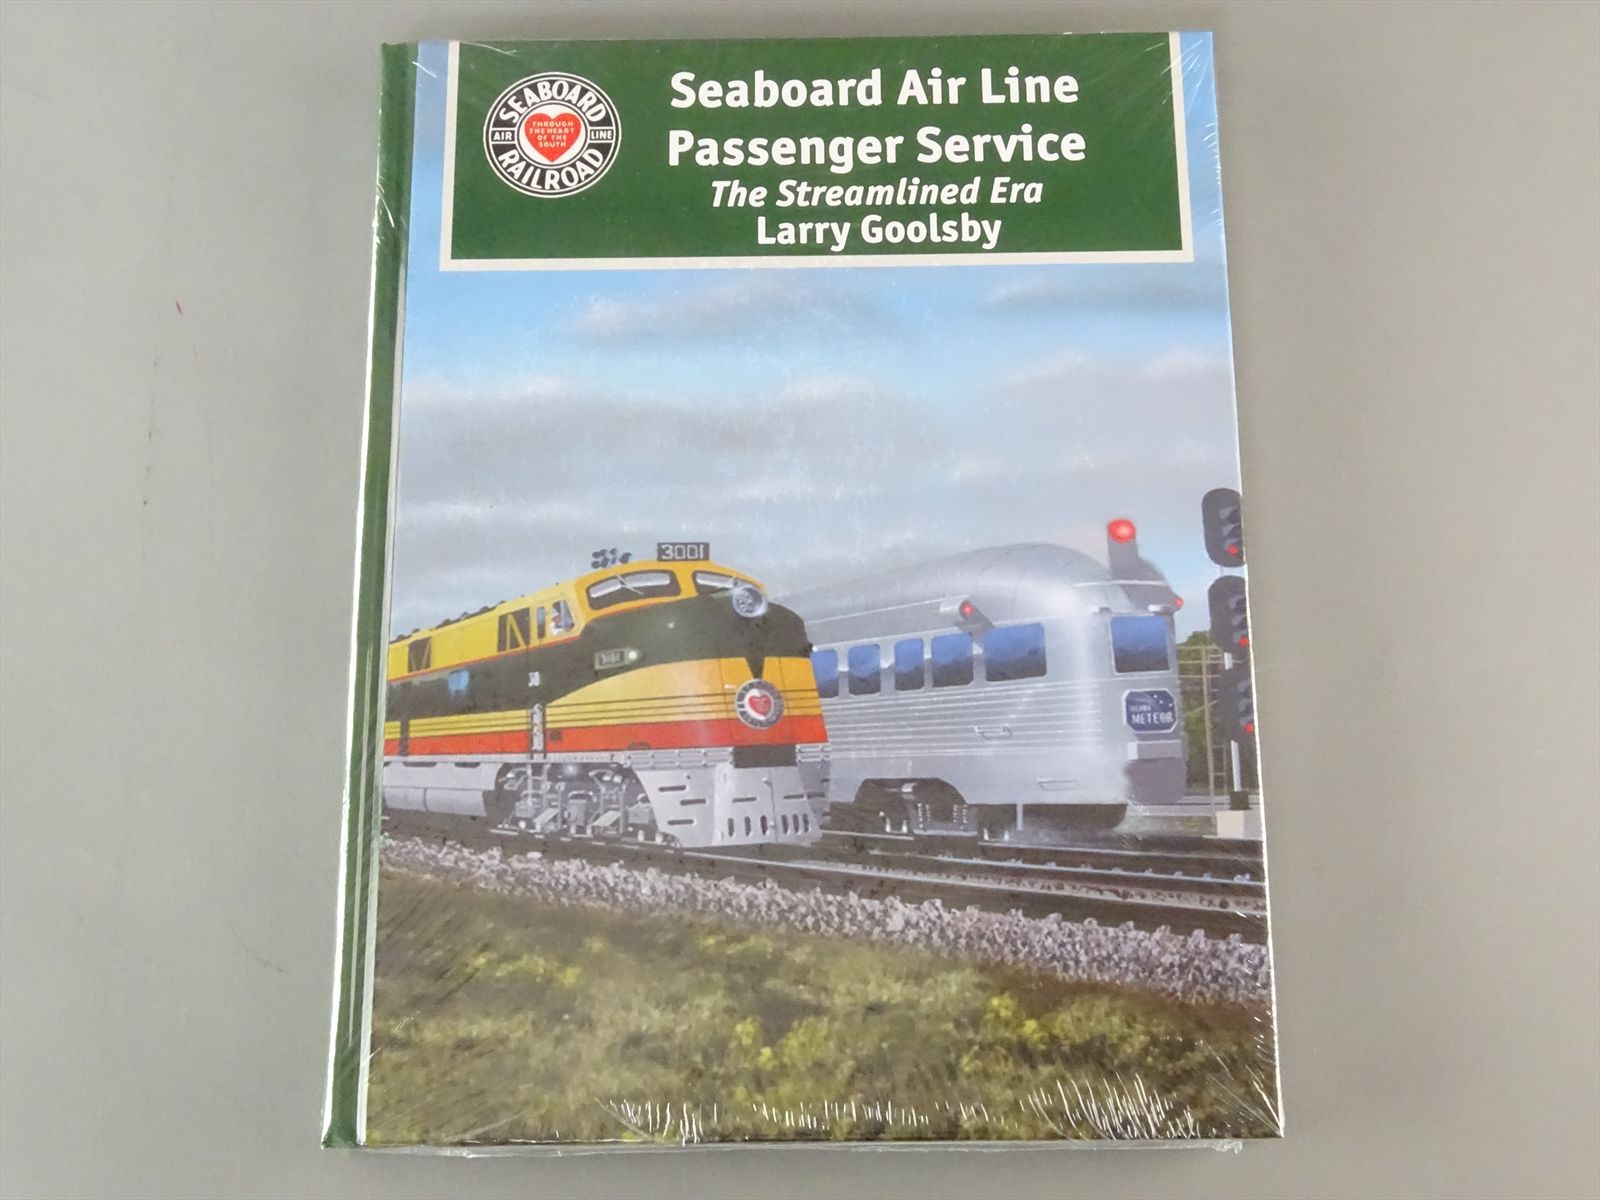 Seaboard Air Line
Passenger Service
The Streamlined Era
Larry Goolsby
SEABOARD
AIR LINE
RAILROAD
THROUGH
THE HEART
OF THE
SOUTH
3001
METEOR